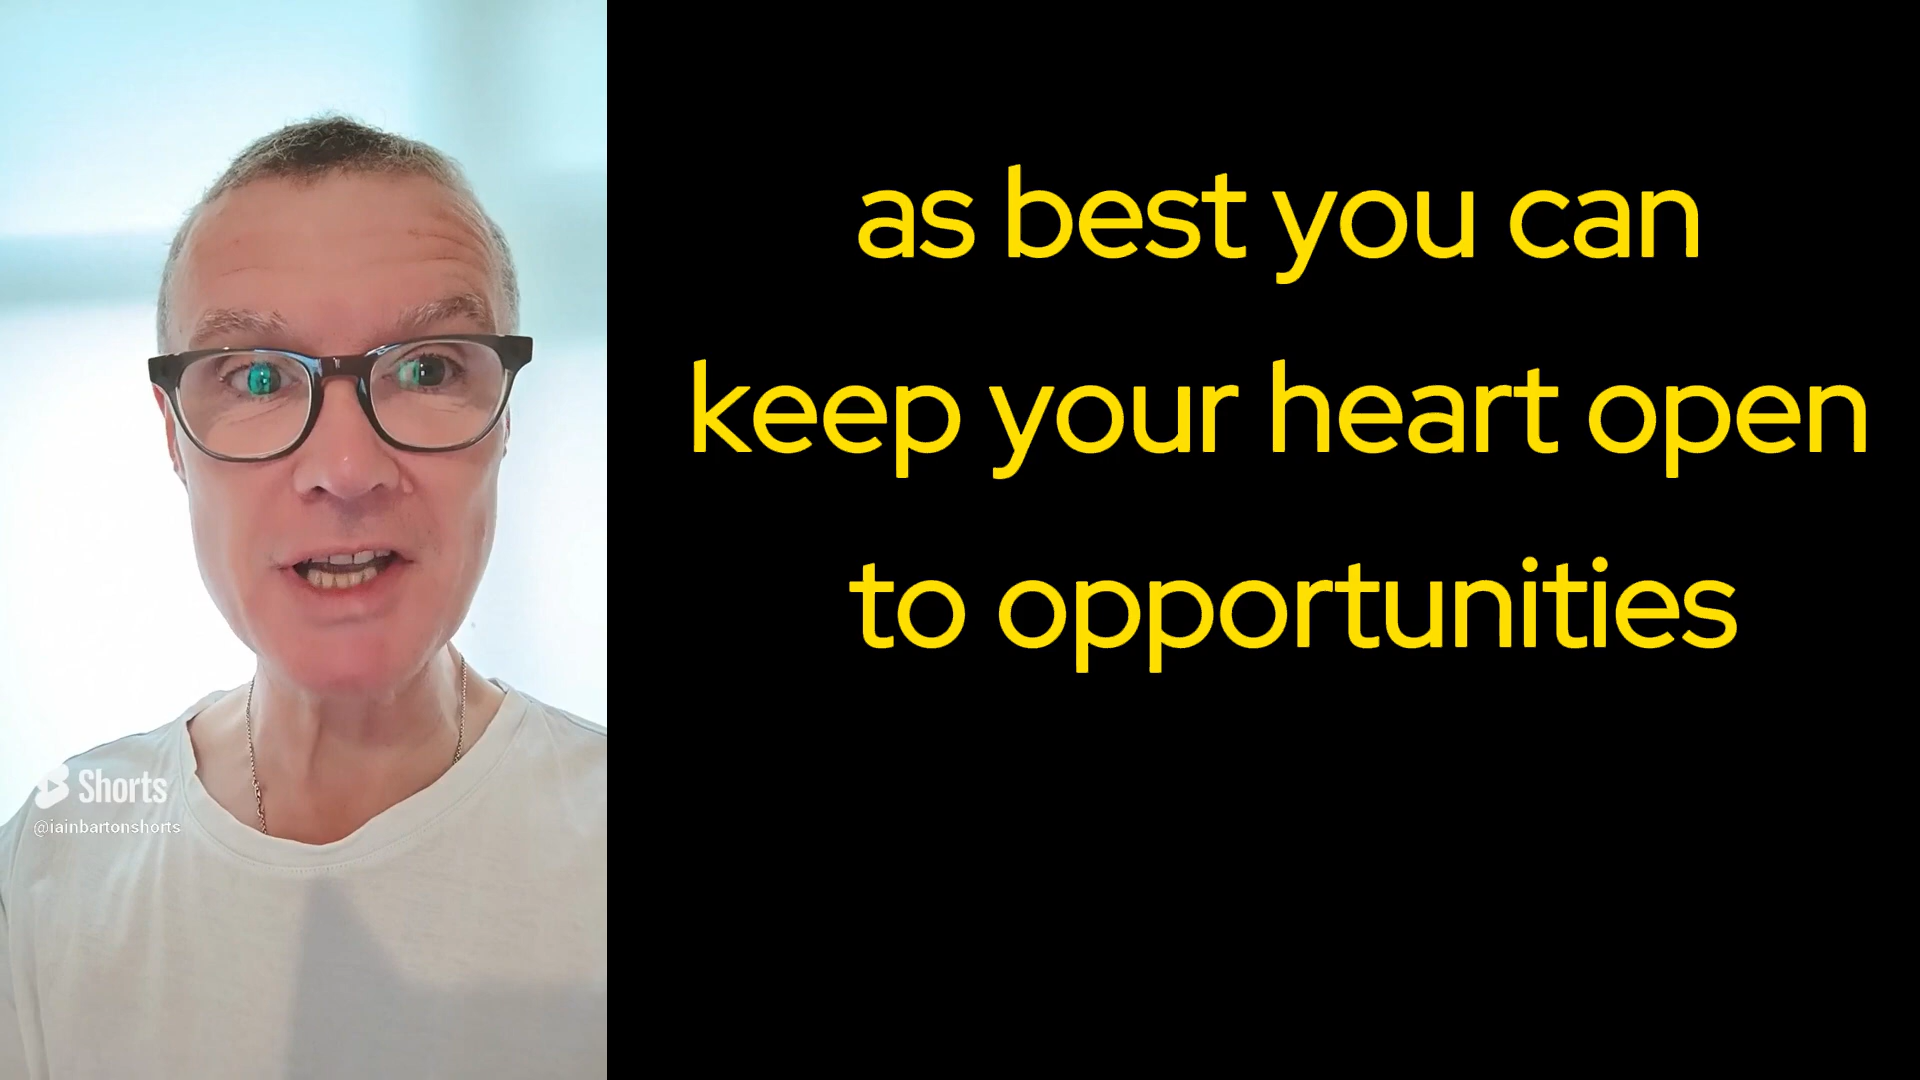 as best you can
keep your heart open
to opportunities
Shorts
@iainbartonshorts